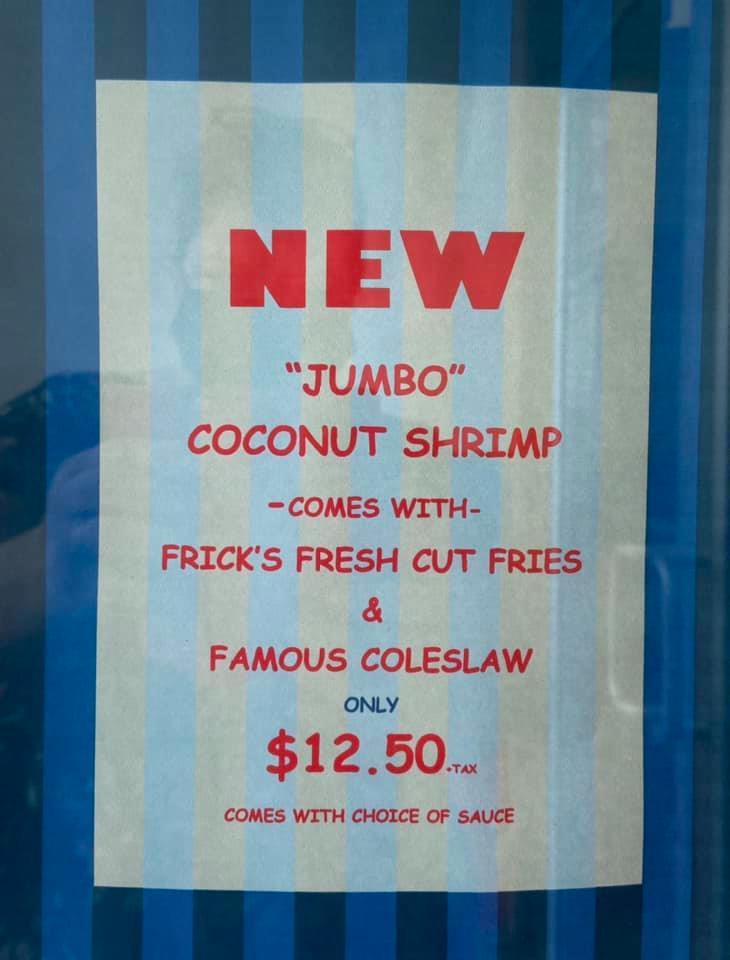 NEW
"JUMBO"
COCONUT SHRIMP
-COMES WITH-
FRICK'S FRESH CUT FRIES
&
FAMOUS COLESLAW
ONLY
$12.50+TAX
COMES WITH CHOICE OF SAUCE